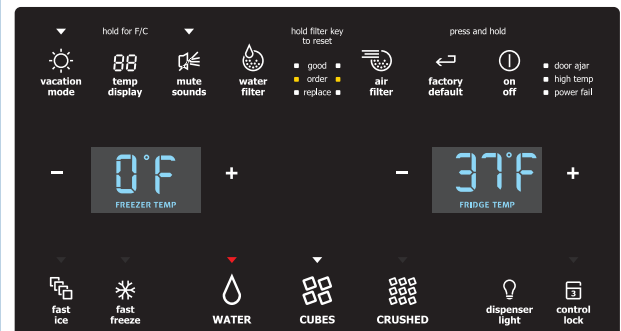 hold for F/C
hold filter key
to reset
press and hold
88
vacation
mode
temp
display
mute
sounds
water
filter
good
order
replace
air
filter
factory
default
on
off
door ajar
high temp
power fail
- 0°F +
FREEZER TEMP
- 37°F +
FRIDGE TEMP
fast
ice
fast
freeze
WATER
CUBES
CRUSHED
dispenser
light
3
control
lock